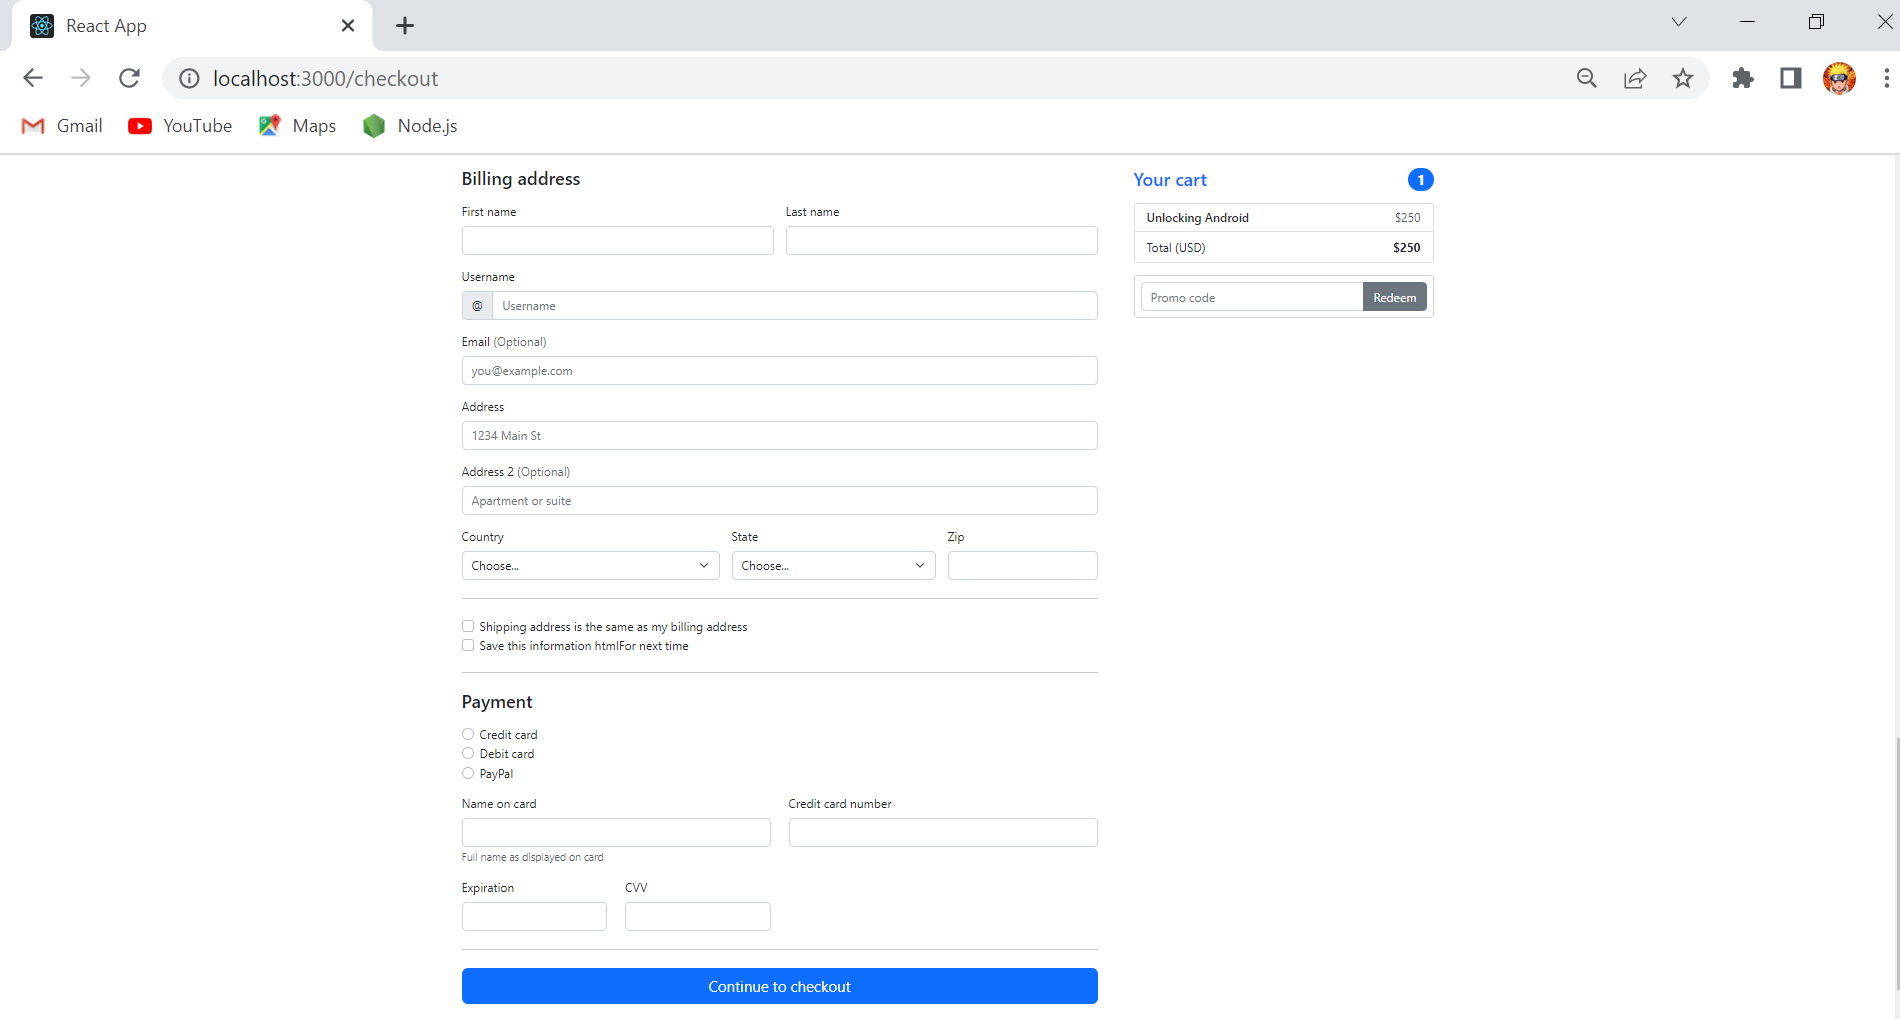 React App
localhost:3000/checkout
Gmail YouTube Maps Node.js
Billing address
First name Last name
Username
@ Username
Email (Optional)
you@example.com
Address
1234 Main St
Address 2 (Optional)
Apartment or suite
Country State Zip
Choose... Choose...
Shipping address is the same as my billing address
Save this information htmlFor next time
Payment
Credit card
Debit card
PayPal
Name on card Credit card number
Full name as displayed on card
Expiration CVV
Continue to checkout
Your cart 1
Unlocking Android $250
Total (USD) $250
Promo code Redeem